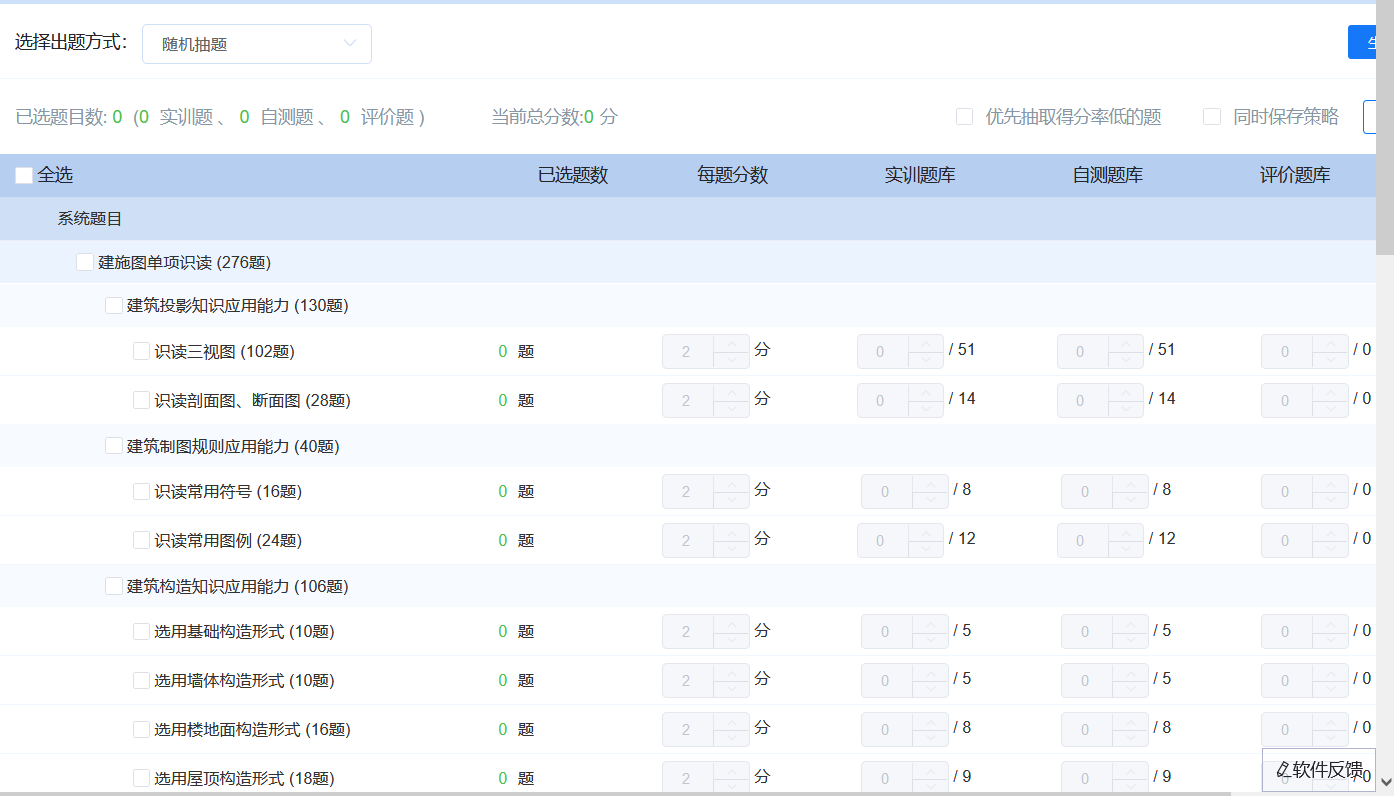 选择出题方式: 随机抽题
已选题目数: 0 (0 实训题 、 0 自测题 、 0 评价题 ) 当前总分数:0 分 优先抽取得分率低的题 同时保存策略
全选 已选题数 每题分数 实训题库 自测题库 评价题库
系统题目
建施图单项识读 (276题)
建筑投影知识应用能力 (130题)
识读三视图 (102题) 0 题 2 分 0 / 51 0 / 51 0 / 0
识读剖面图、断面图 (28题) 0 题 2 分 0 / 14 0 / 14 0 / 0
建筑制图规则应用能力 (40题)
识读常用符号 (16题) 0 题 2 分 0 / 8 0 / 8 0 / 0
识读常用图例 (24题) 0 题 2 分 0 / 12 0 / 12 0 / 0
建筑构造知识应用能力 (106题)
选用基础构造形式 (10题) 0 题 2 分 0 / 5 0 / 5 0 / 0
选用墙体构造形式 (10题) 0 题 2 分 0 / 5 0 / 5 0 / 0
选用楼地面构造形式 (16题) 0 题 2 分 0 / 8 0 / 8 0 / 0
选用屋顶构造形式 (18题) 0 题 2 分 0 / 9 0 / 9 0 / 0
软件反馈